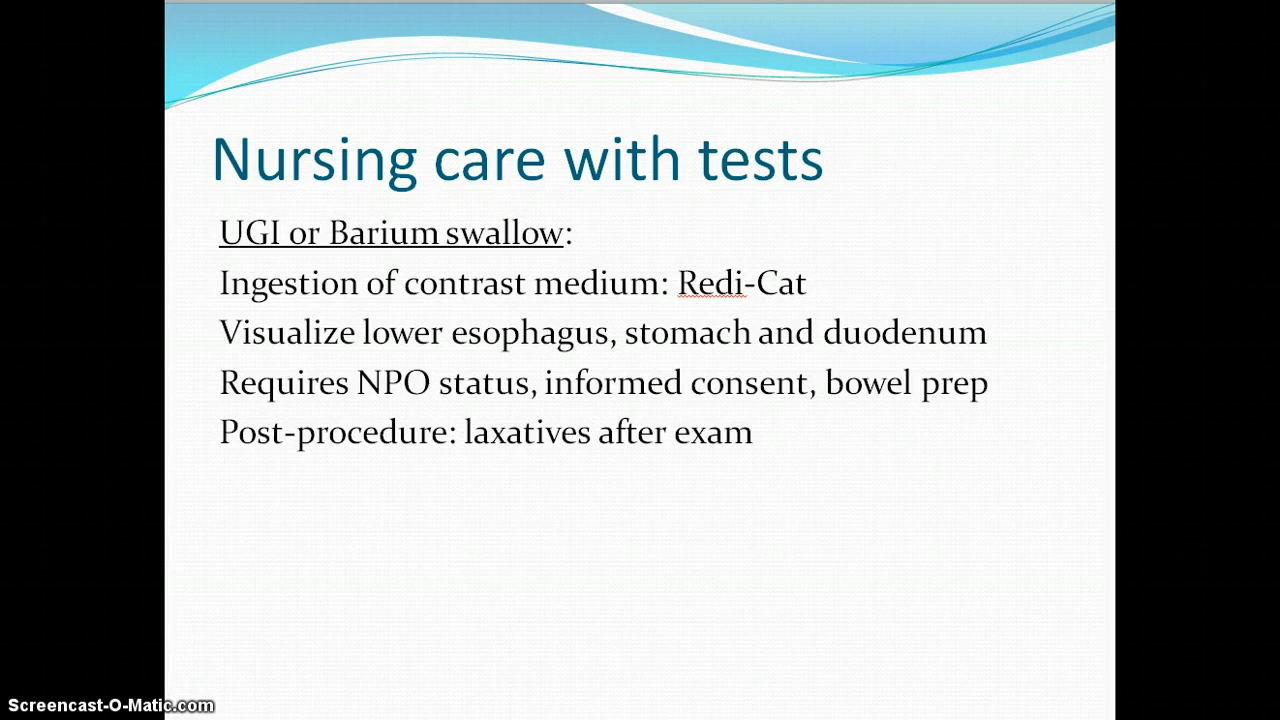 Nursing care with tests
UGI or Barium swallow:
Ingestion of contrast medium: Redi-Cat
Visualize lower esophagus, stomach and duodenum
Requires NPO status, informed consent, bowel prep
Post-procedure: laxatives after exam
Screencast-O-Matic.com